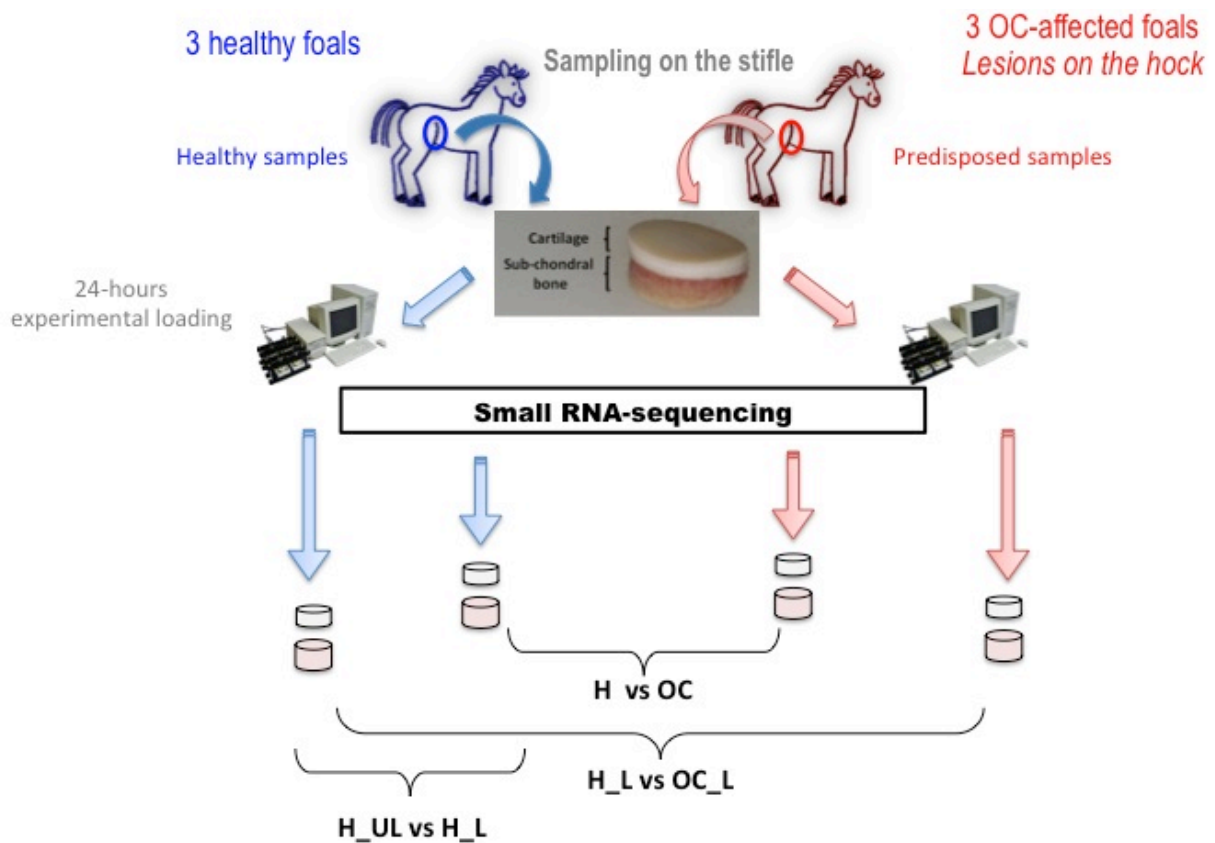 3 healthy foals
Sampling on the stifle
3 OC-affected foals
Lesions on the hock
Healthy samples
Predisposed samples
Cartilage
Sub-chondral
bone
24-hours
experimental loading
Small RNA-sequencing
H vs OC
H_L vs OC_L
H_UL vs H_L